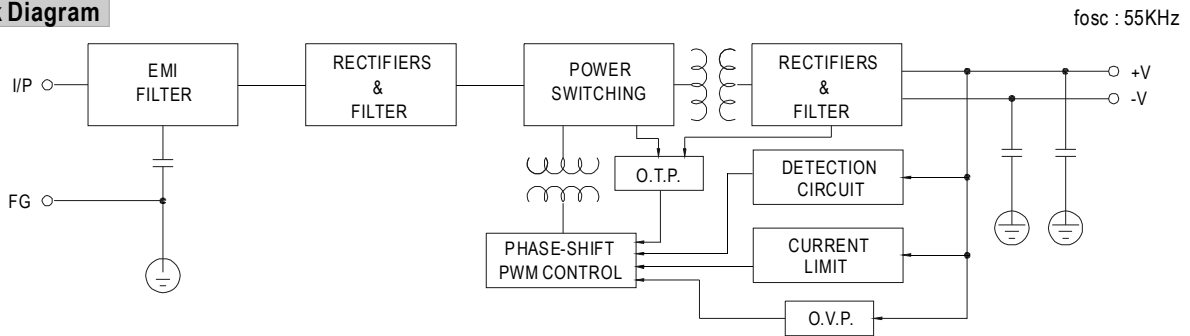 Diagram
fosc : 55KHz
I/P
EMI
FILTER
RECTIFIERS
&
FILTER
POWER
SWITCHING
RECTIFIERS
&
FILTER
+V
-V
O.T.P.
DETECTION
CIRCUIT
FG
PHASE-SHIFT
PWM CONTROL
CURRENT
LIMIT
O.V.P.